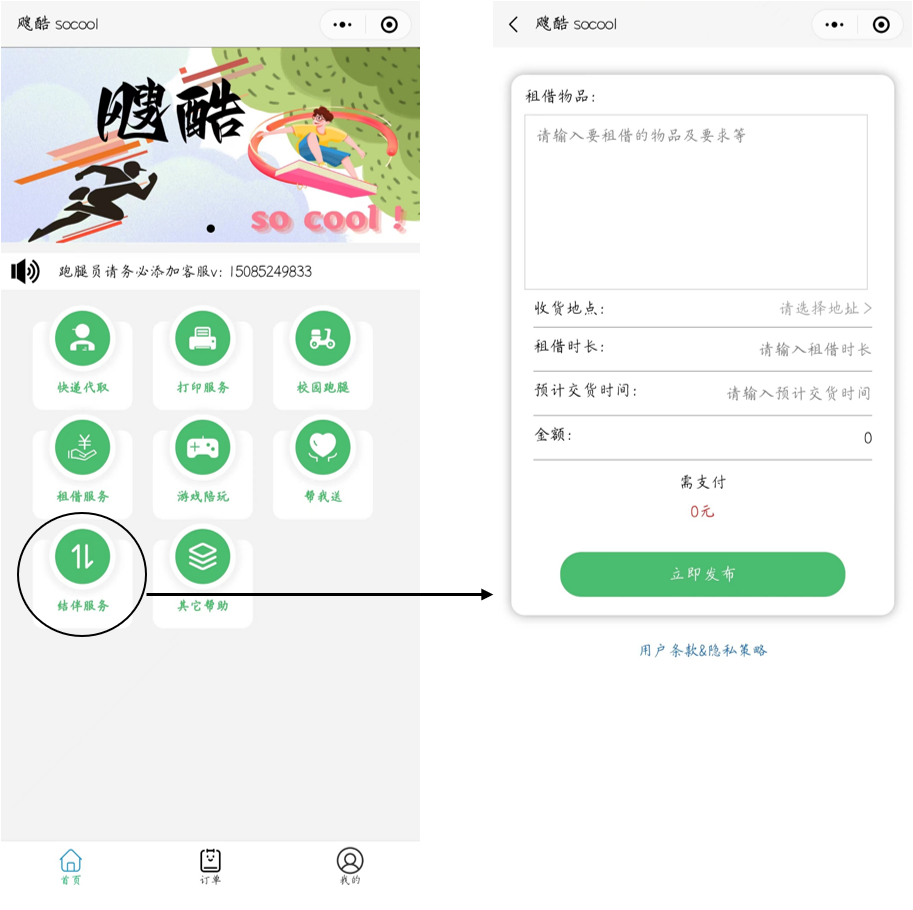 飕酷 socool
飕酷
so cool !
跑腿员请务必添加客服v: 15085249833
快递代取
打印服务
校园跑腿
租借服务
游戏陪玩
帮我送
结伴服务
其它帮助
首页
订单
我的
飕酷 socool
租借物品:
请输入要租借的物品及要求等
收货地点:
请选择地址 >
租借时长:
请输入租借时长
预计交货时间:
请输入预计交货时间
金额:
0
需支付
0元
立即发布
用户条款&隐私策略